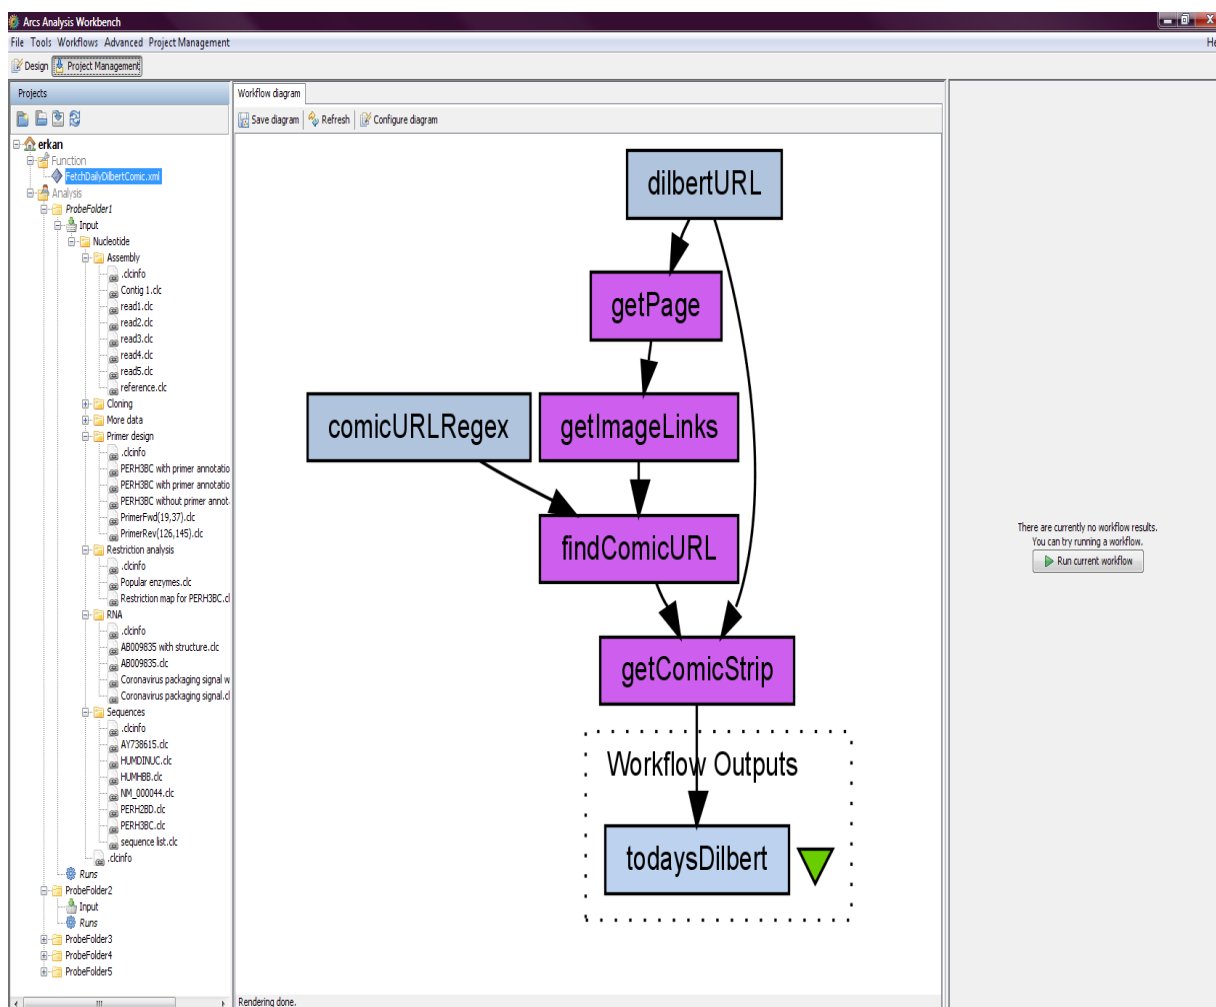 Arcs Analysis Workbench
File Tools Workflows Advanced Project Management
He
Design Project Management
Projects
erkan
Function
FetchDailyDilbertComic.xml
Analysis
ProbeFolder1
Input
Nucleotide
Assembly
.clcinfo
Contig 1.clc
read1.clc
read2.clc
read3.clc
read4.clc
read5.clc
reference.clc
Cloning
More data
Primer design
.clcinfo
PERH3BC with primer annotatio
PERH3BC with primer annotatio
PERH3BC without primer annot
PrimerFwd(19,37).clc
PrimerRev(126,145).clc
Restriction analysis
.clcinfo
Popular enzymes.clc
Restriction map for PERH3BC.cl
RNA
.clcinfo
AB009835 with structure.clc
AB009835.clc
Coronavirus packaging signal w
Coronavirus packaging signal.cl
Sequences
.clcinfo
AY738615.clc
HUMDINUC.clc
HUMHBB.clc
NM_000044.clc
PERH2BD.clc
PERH3BC.clc
sequence list.clc
.clcinfo
Runs
ProbeFolder2
Input
Runs
ProbeFolder3
ProbeFolder4
ProbeFolder5
Workflow diagram
Save diagram Refresh Configure diagram
dilbertURL
getPage
comicURLRegex getImageLinks
findComicURL
getComicStrip
Workflow Outputs
todaysDilbert
Rendering done.
There are currently no workflow results.
You can try running a workflow.
Run current workflow